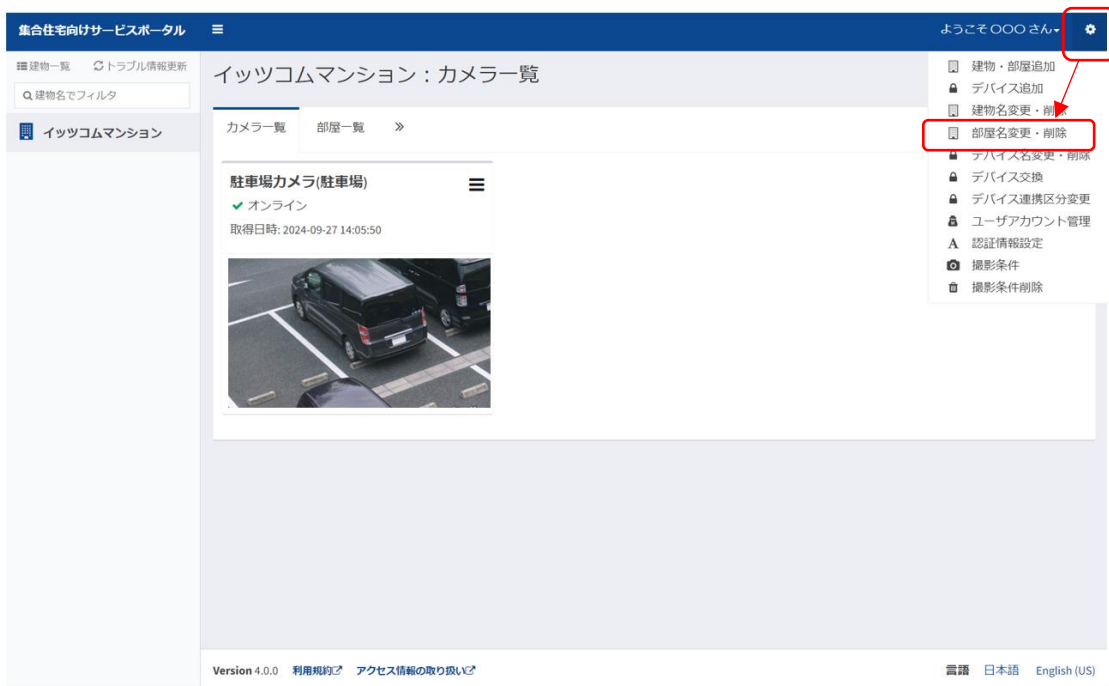 集合住宅向けサービスポータル
ようこそ○○○さん
建物一覧 トラブル情報更新
建物名でフィルタ
イッツコムマンション
イッツコムマンション：カメラ一覧
カメラ一覧 部屋一覧 »
駐車場カメラ(駐車場)
オンライン
取得日時: 2024-09-27 14:05:50
建物・部屋追加
デバイス追加
建物名変更・削除
部屋名変更・削除
デバイス名変更・削除
デバイス交換
デバイス連携区分変更
ユーザアカウント管理
A 認証情報設定
撮影条件
撮影条件削除
Version 4.0.0 利用規約 アクセス情報の取り扱い
言語 日本語 English (US)